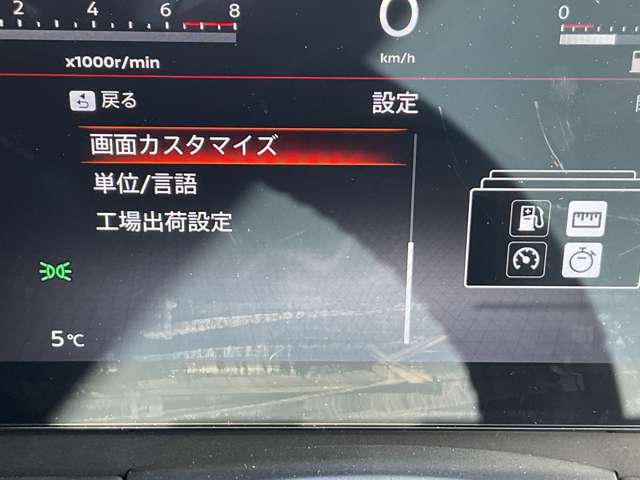 2 4 6 8
0
0
x1000r/min
km/h
戻る
設定
画面カスタマイズ
単位/言語
工場出荷設定
5℃